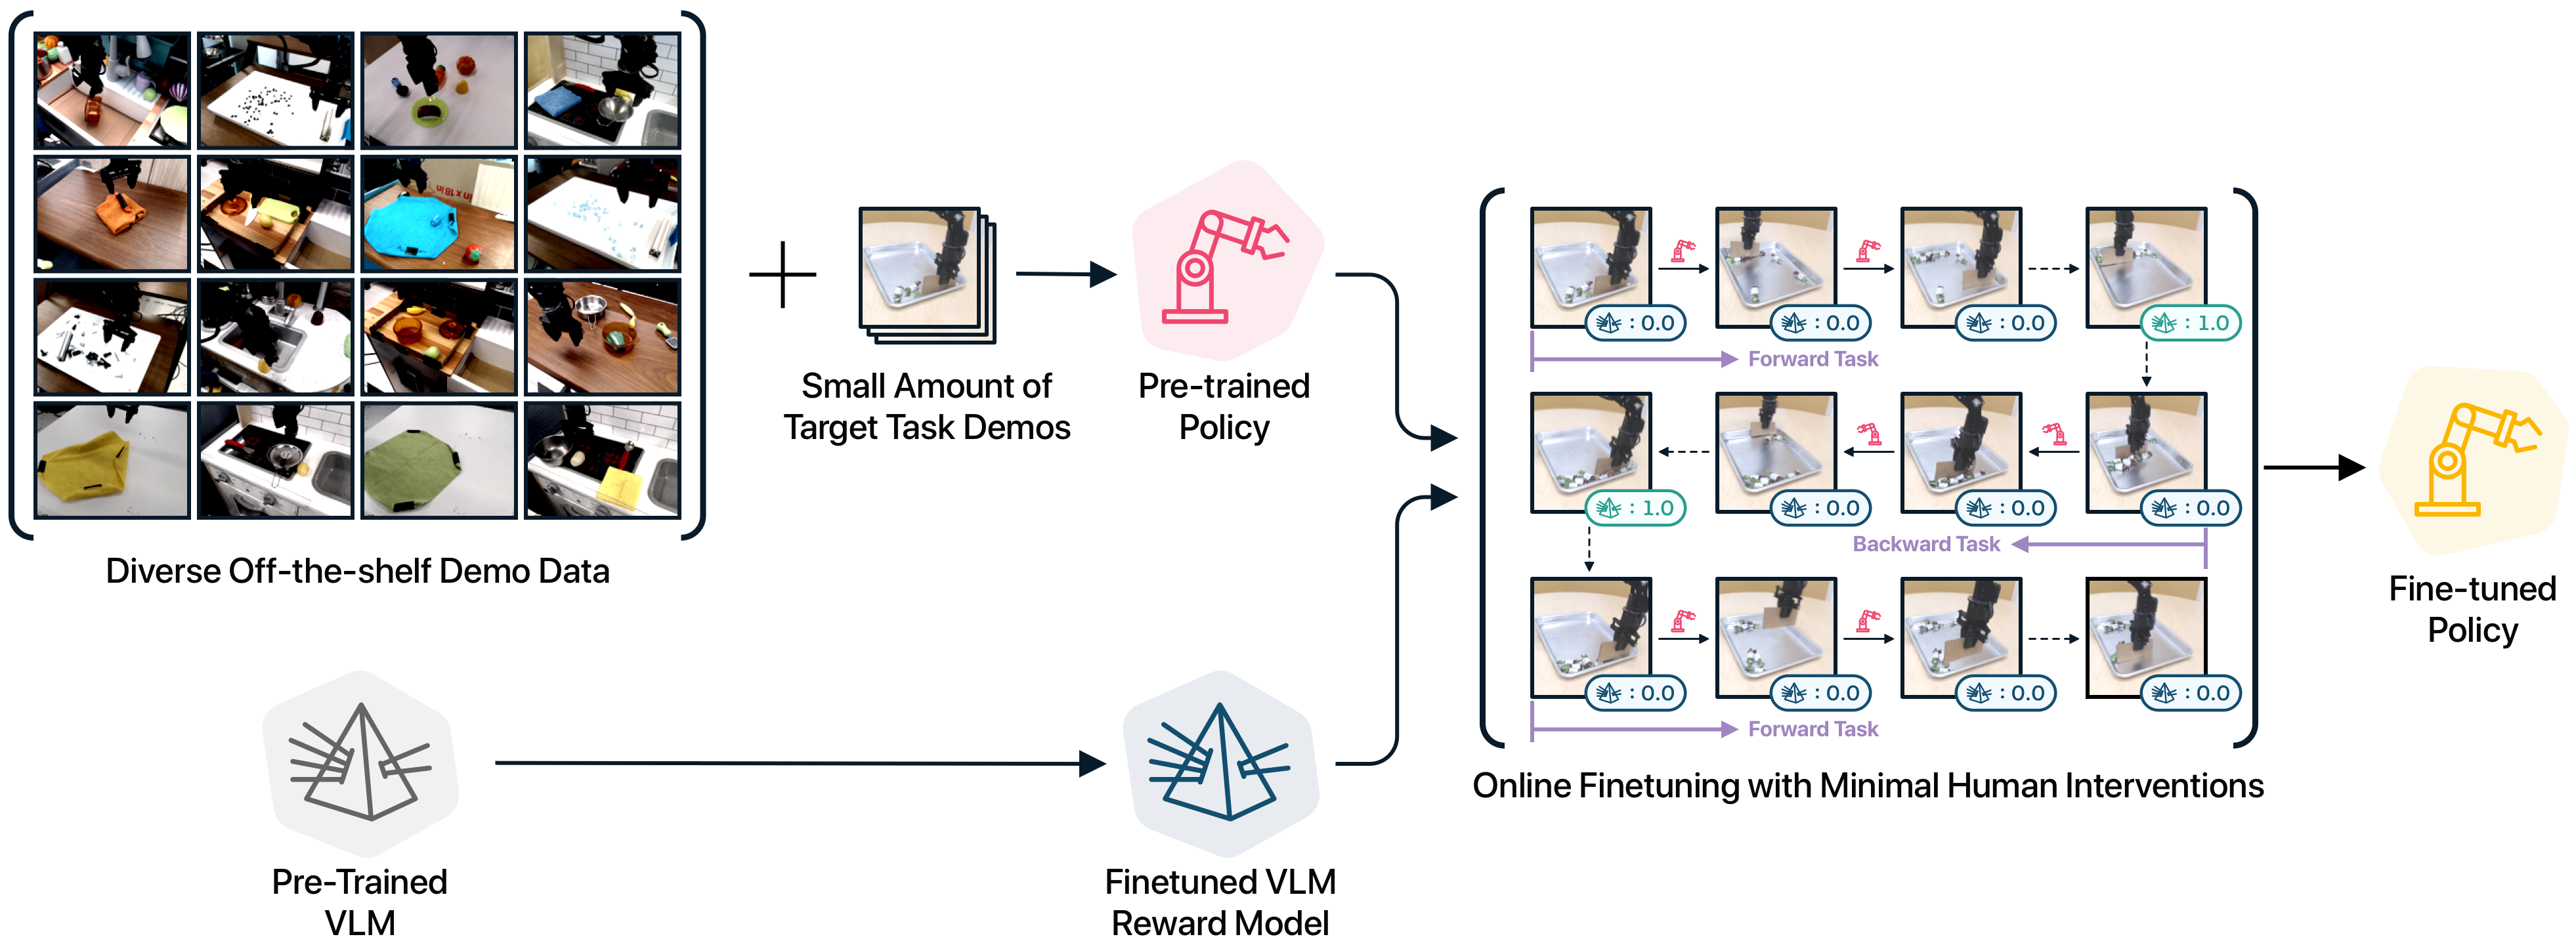 Diverse Off-the-shelf Demo Data
Small Amount of
Target Task Demos
Pre-trained
Policy
Pre-Trained
VLM
Finetuned VLM
Reward Model
: 0.0
: 0.0
: 0.0
: 1.0
Forward Task
: 1.0
: 0.0
: 0.0
: 0.0
Backward Task
: 0.0
: 0.0
: 0.0
: 0.0
Forward Task
Online Finetuning with Minimal Human Interventions
Fine-tuned
Policy